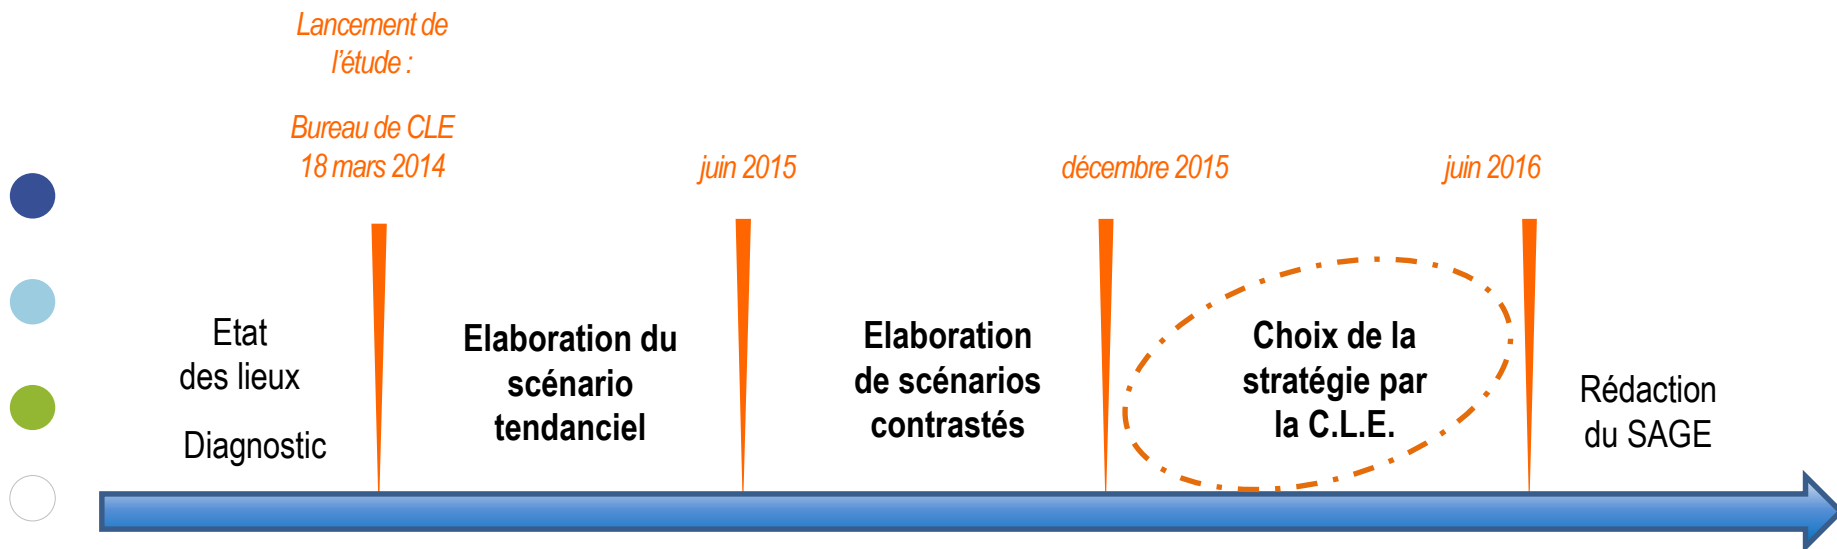 Lancement de
l'étude :
Bureau de CLE
18 mars 2014
juin 2015
décembre 2015
juin 2016
Etat
des lieux
Diagnostic
Elaboration du
scénario
tendanciel
Elaboration
de scénarios
contrastés
Choix de la
stratégie par
la C.L.E.
Rédaction
du SAGE